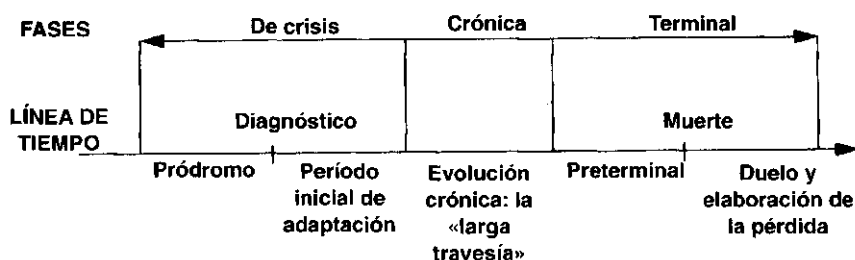 FASES
De crisis Crónica Terminal
LÍNEA DE
TIEMPO
Diagnóstico Muerte
Pródromo Período Evolución Preterminal Duelo y
inicial de crónica: la elaboración de
adaptación «larga la pérdida
travesía»